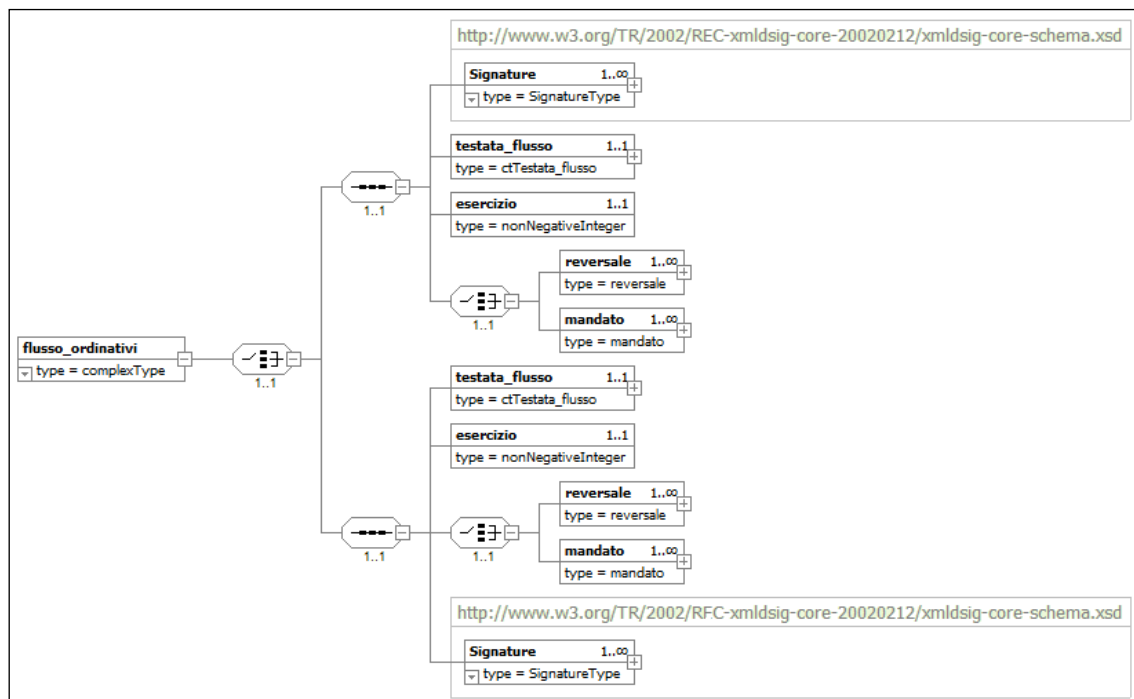 http://www.w3.org/TR/2002/REC-xmldsig-core-20020212/xmldsig-core-schema.xsd
Signature 1..∞
type = SignatureType
testata_flusso 1..1
type = ctTestata_flusso
1..1
esercizio 1..1
type = nonNegativeInteger
reversale 1..∞
type = reversale
1..1
mandato 1..∞
type = mandato
flusso_ordinativi
type = complexType
1..1
testata_flusso 1..1
type = ctTestata_flusso
esercizio 1..1
type = nonNegativeInteger
reversale 1..∞
type = reversale
1..1
1..1
mandato 1..∞
type = mandato
http://www.w3.org/TR/2002/REC-xmldsig-core-20020212/xmldsig-core-schema.xsd
Signature 1..∞
type = SignatureType